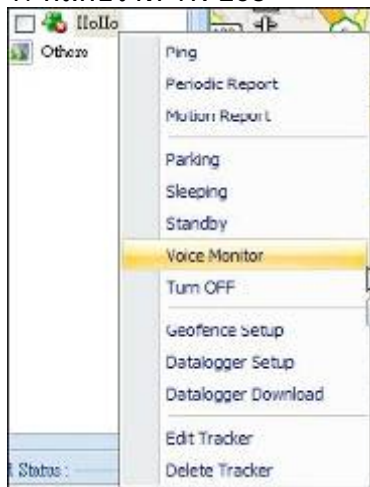 Hollo
Others
Ping
Periodic Report
Motion Report
Parking
Sleeping
Standby
Voice Monitor
Turn OFF
Geofence Setup
Datalogger Setup
Datalogger Download
Edit Tracker
Delete Tracker
Status :